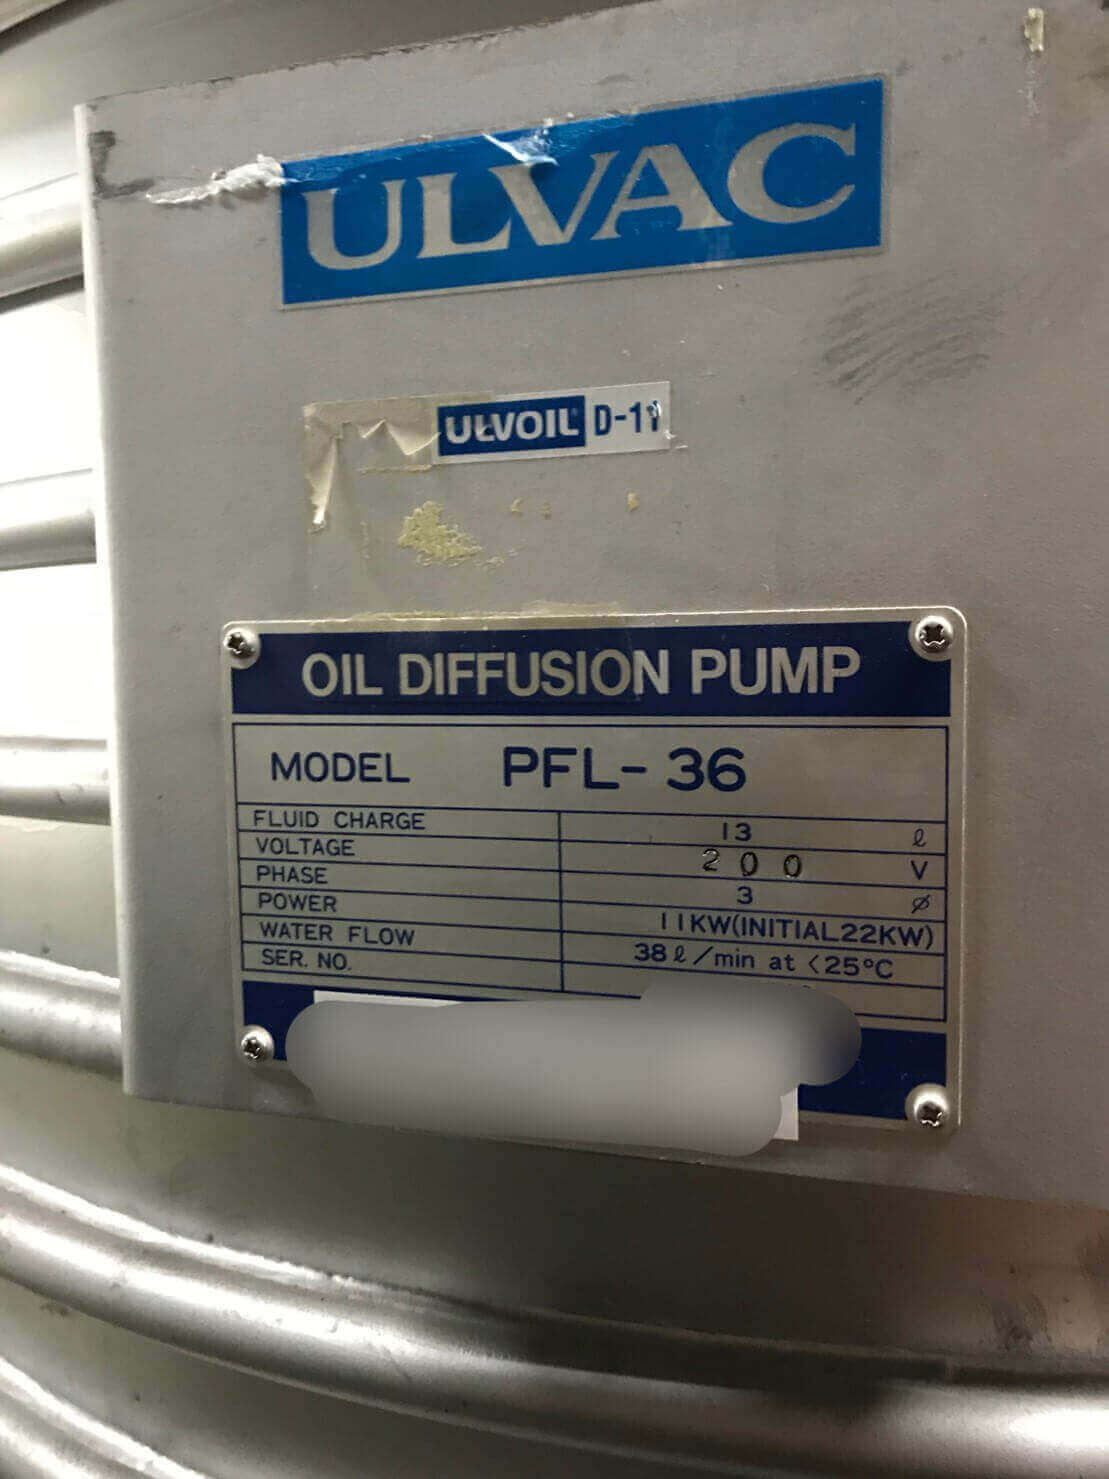 ULVAC
ULVOIL D-11
OIL DIFFUSION PUMP
MODEL PFL-36
FLUID CHARGE 13 ℓ
VOLTAGE 200 V
PHASE 3 ø
POWER 11KW(INITIAL22KW)
WATER FLOW 38ℓ/min at <25°C
SER. NO.